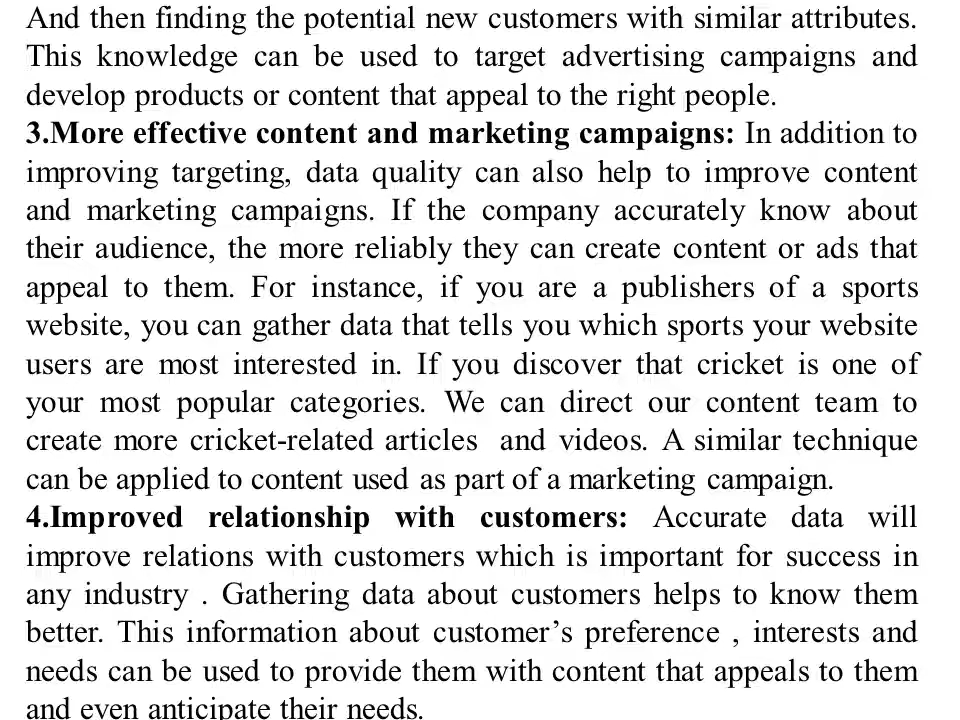 And then finding the potential new customers with similar attributes.
This knowledge can be used to target advertising campaigns and
develop products or content that appeal to the right people.
3.More effective content and marketing campaigns: In addition to
improving targeting, data quality can also help to improve content
and marketing campaigns. If the company accurately know about
their audience, the more reliably they can create content or ads that
appeal to them. For instance, if you are a publishers of a sports
website, you can gather data that tells you which sports your website
users are most interested in. If you discover that cricket is one of
your most popular categories. We can direct our content team to
create more cricket-related articles  and videos. A similar technique
can be applied to content used as part of a marketing campaign.
4.Improved relationship with customers: Accurate data will
improve relations with customers which is important for success in
any industry . Gathering data about customers helps to know them
better. This information about customer’s preference , interests and
needs can be used to provide them with content that appeals to them
and even anticipate their needs.